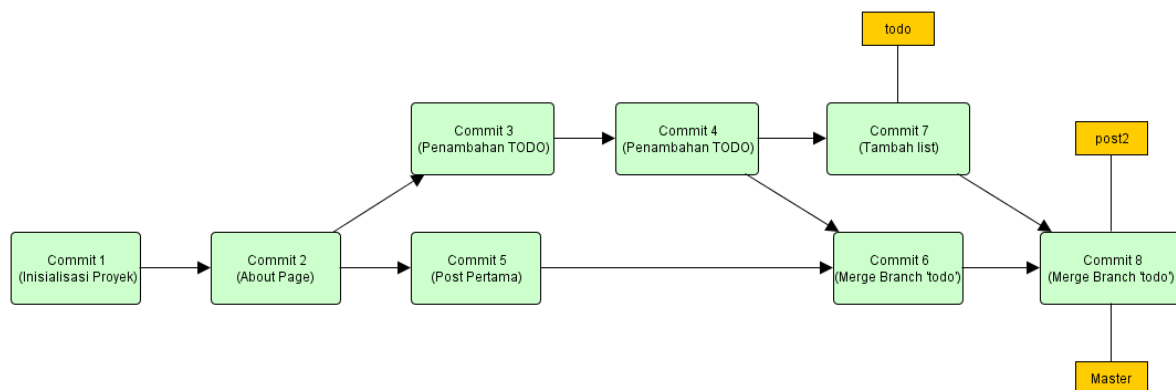 todo
Commit 3
(Penambahan TODO)
Commit 4
(Penambahan TODO)
Commit 7
(Tambah list)
post2
Commit 1
(Inisialisasi Proyek)
Commit 2
(About Page)
Commit 5
(Post Pertama)
Commit 6
(Merge Branch 'todo')
Commit 8
(Merge Branch 'todo')
Master